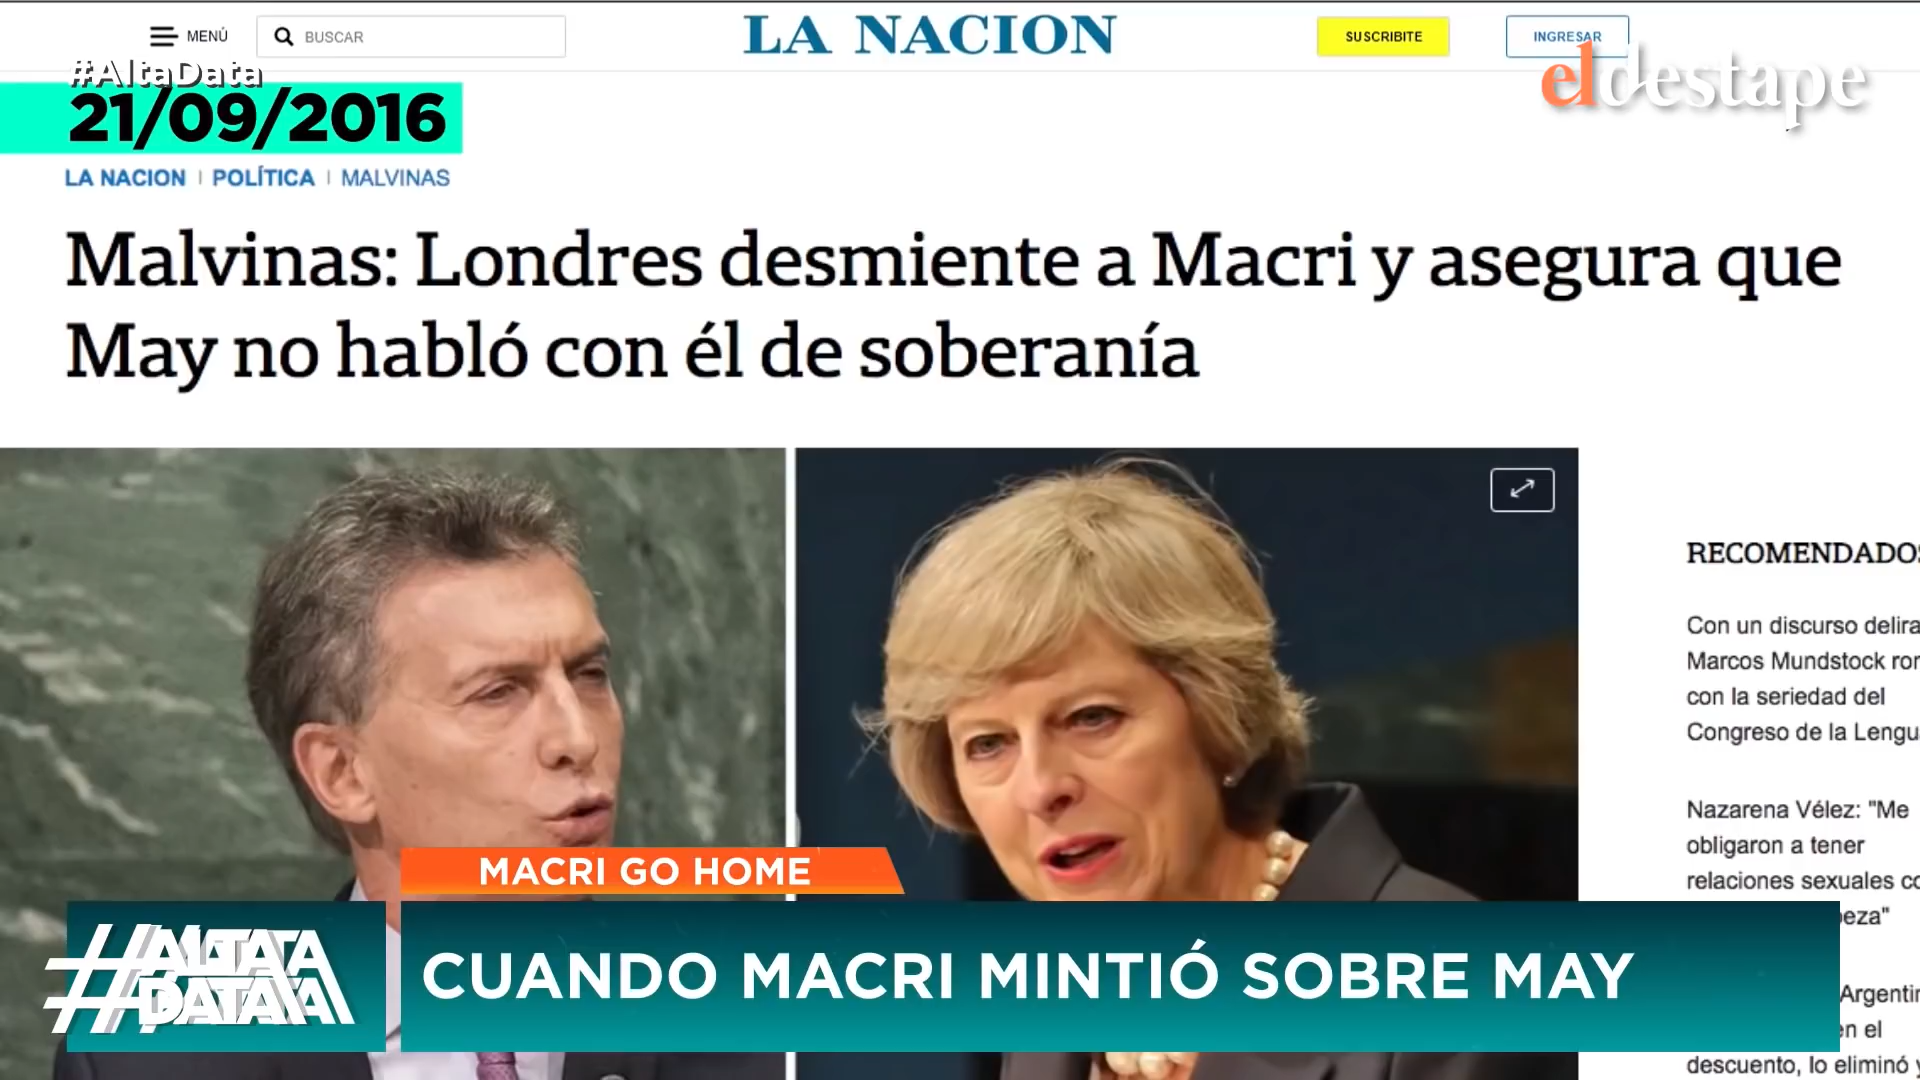 MENÚ
BUSCAR
LA NACION
SUSCRIBITE
INGRESAR
#AltaData
eldestape
21/09/2016
LA NACION | POLÍTICA | MALVINAS
Malvinas: Londres desmiente a Macri y asegura que
May no habló con él de soberanía
RECOMENDADOS
Con un discurso delira
Marcos Mundstock ro
con la seriedad del
Congreso de la Lengu
Nazarena Vélez: "Me
obligaron a tener
relaciones sexuales co
eza"
Argentin
en el
descuento, lo eliminó y
MACRI GO HOME
#ALTA
DATA
CUANDO MACRI MINTIÓ SOBRE MAY